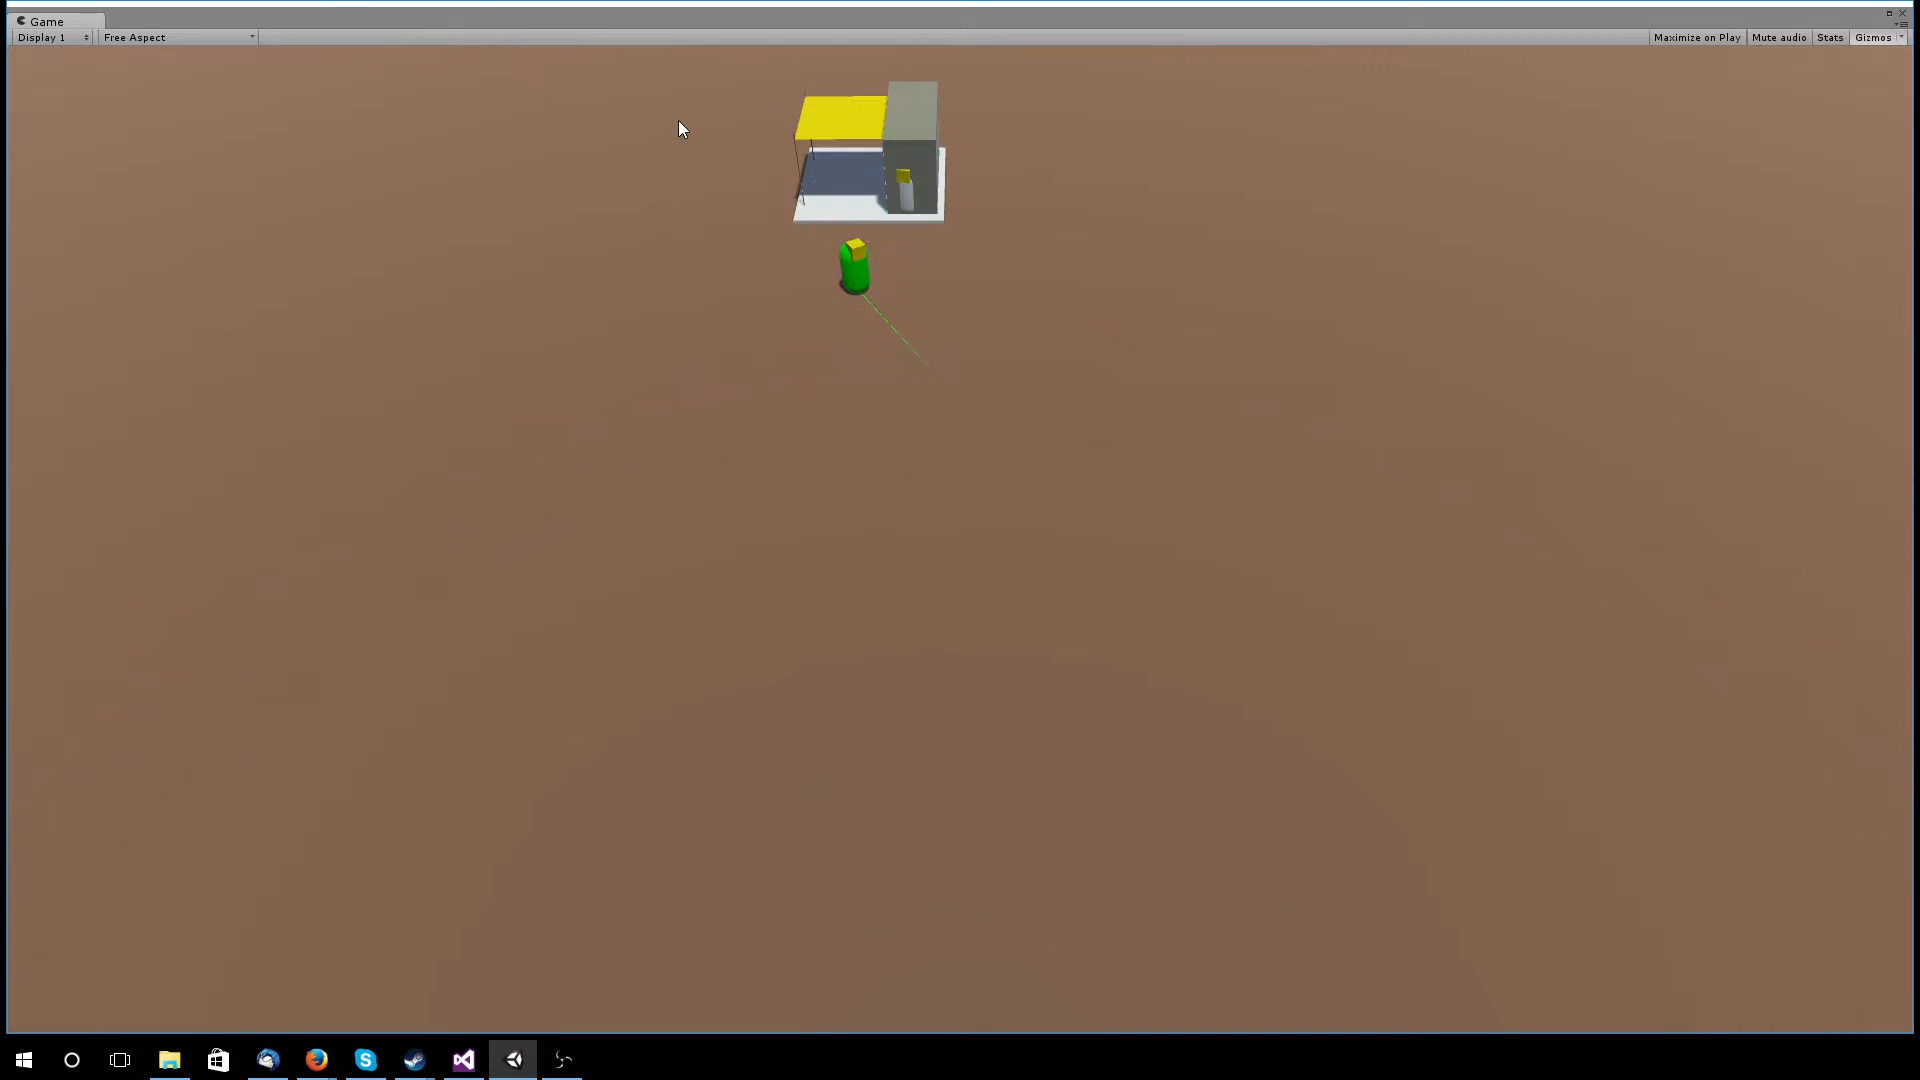 Game
Display 1
Free Aspect
Maximize on Play
Mute audio
Stats
Gizmos